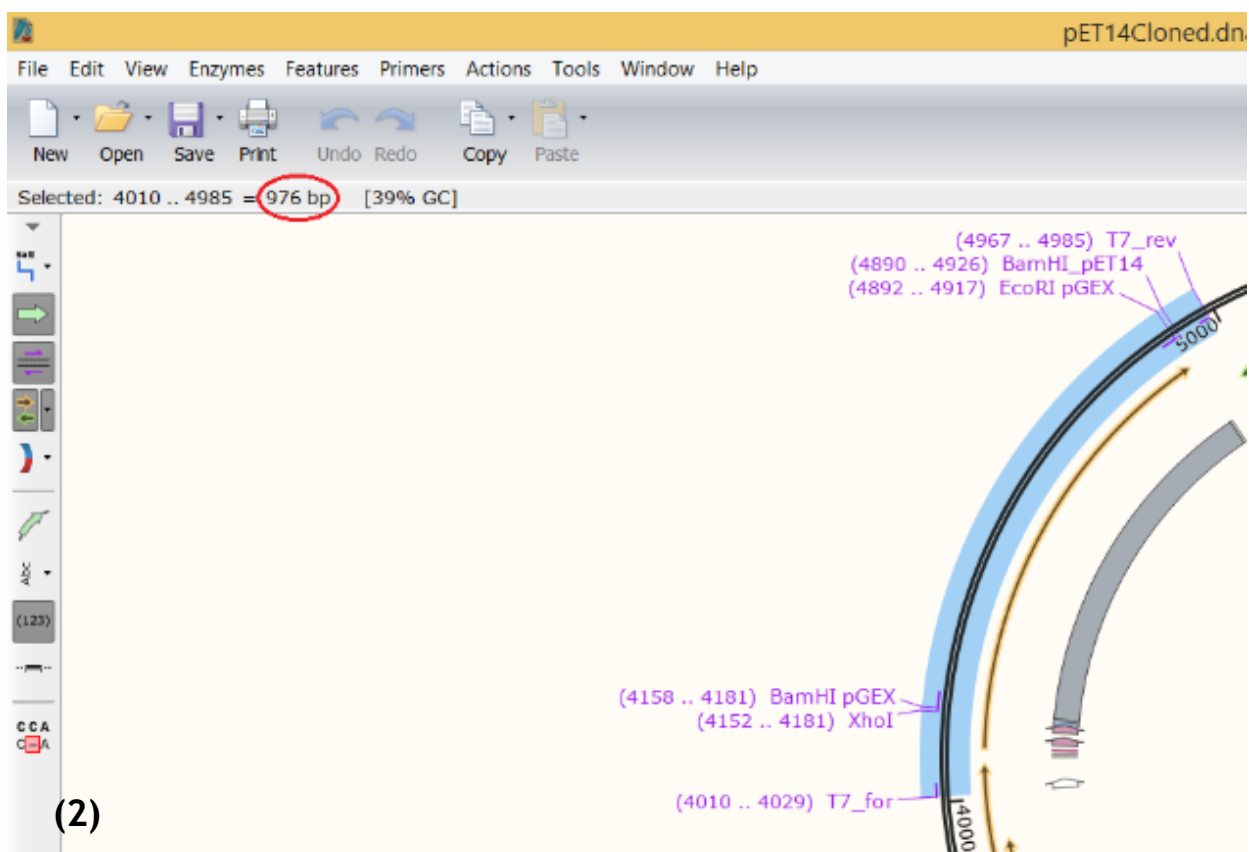 pET14Cloned.dna
File Edit View Enzymes Features Primers Actions Tools Window Help
New Open Save Print Undo Redo Copy Paste
Selected: 4010 .. 4985 = 976 bp [39% GC]
(4967 .. 4985) T7_rev
(4890 .. 4926) BamHI_pET14
(4892 .. 4917) EcoRI pGEX
5000
Abc
(123)
(4158 .. 4181) BamHI pGEX
(4152 .. 4181) XhoI
CCA
C A
(4010 .. 4029) T7_for
4000
(2)